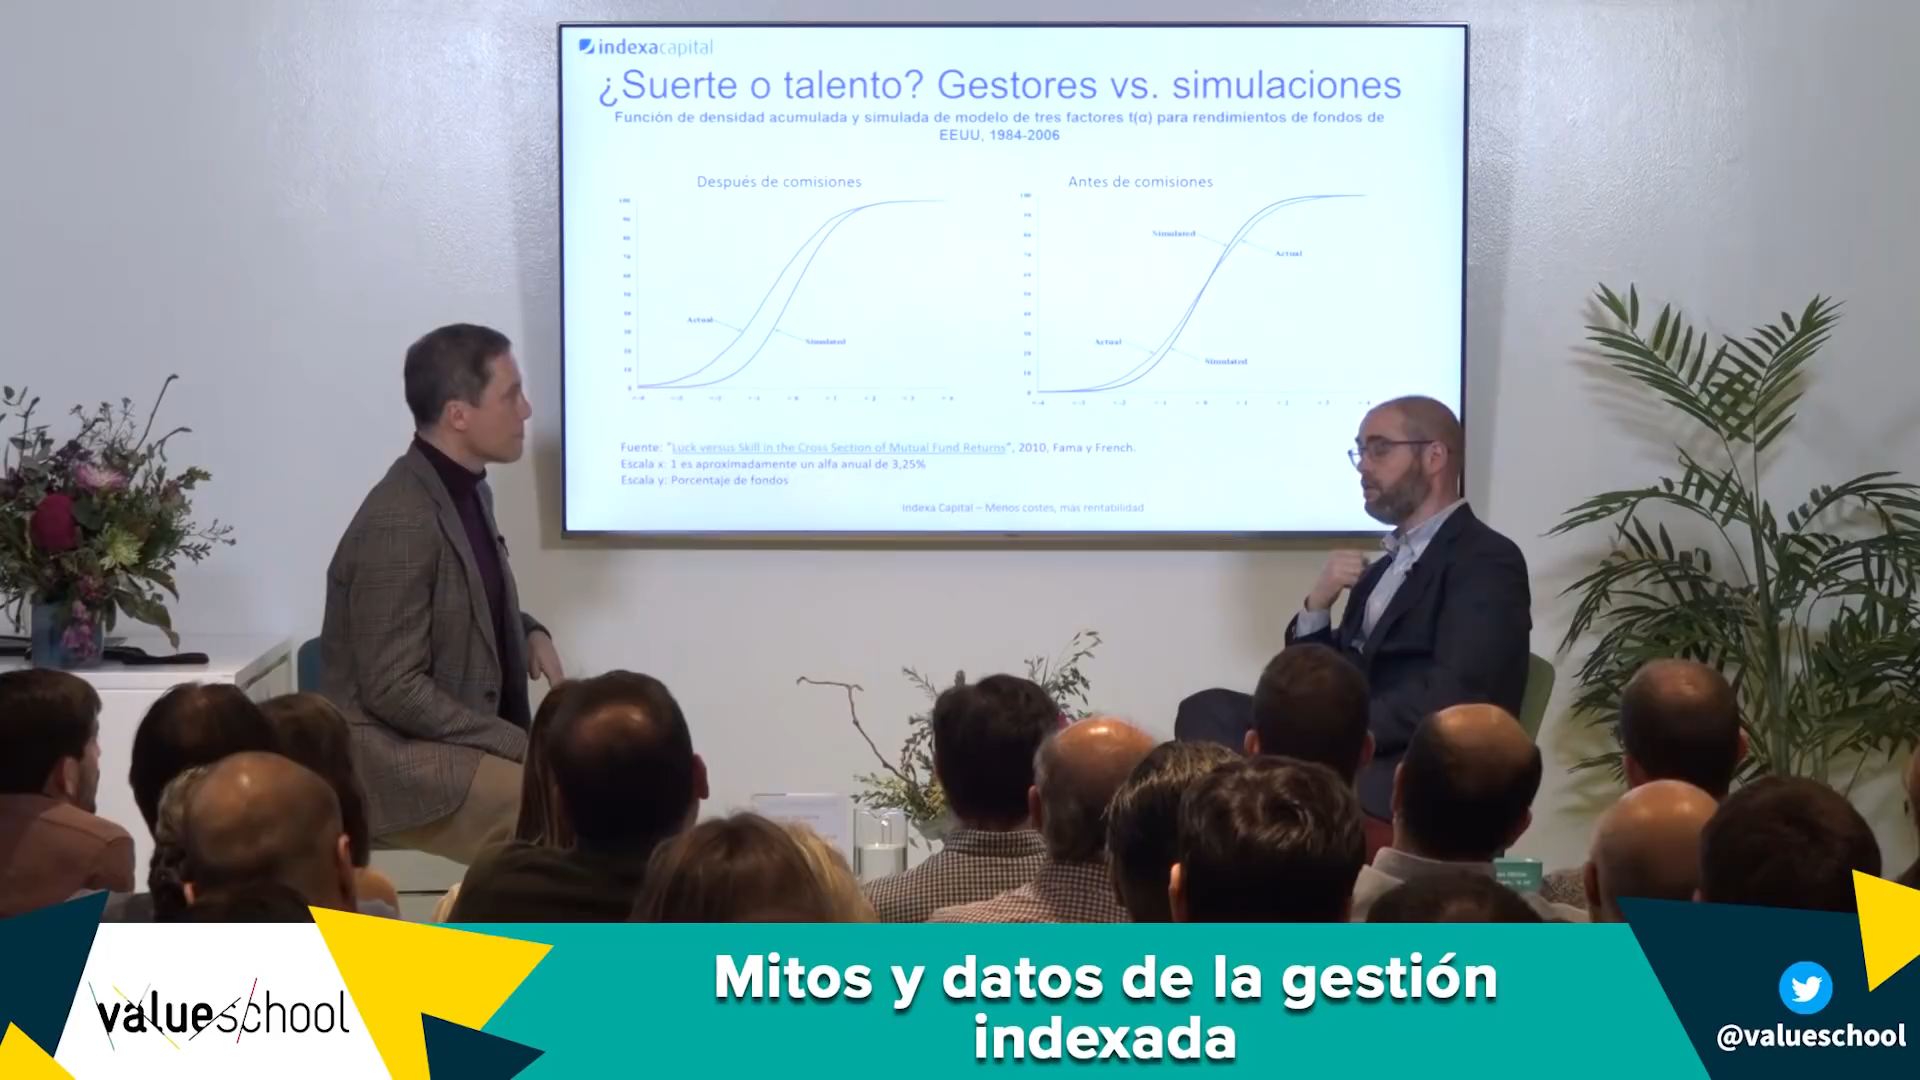 indexacapital
¿Suerte o talento? Gestores vs. simulaciones
Función de densidad acumulada y simulada de modelo de tres factores t(α) para rendimientos de fondos de
EEUU, 1984-2006
Después de comisiones
Antes de comisiones
Actual
Simulated
Simulated
Actual
Actual
Simulated
Fuente: "Luck versus Skill in the Cross Section of Mutual Fund Returns", 2010, Fama y French.
Escala x: 1 es aproximadamente un alfa anual de 3,25%
Escala y: Porcentaje de fondos
Indexa Capital – Menos costes, más rentabilidad
valueschool
Mitos y datos de la gestión
indexada
@valueschool